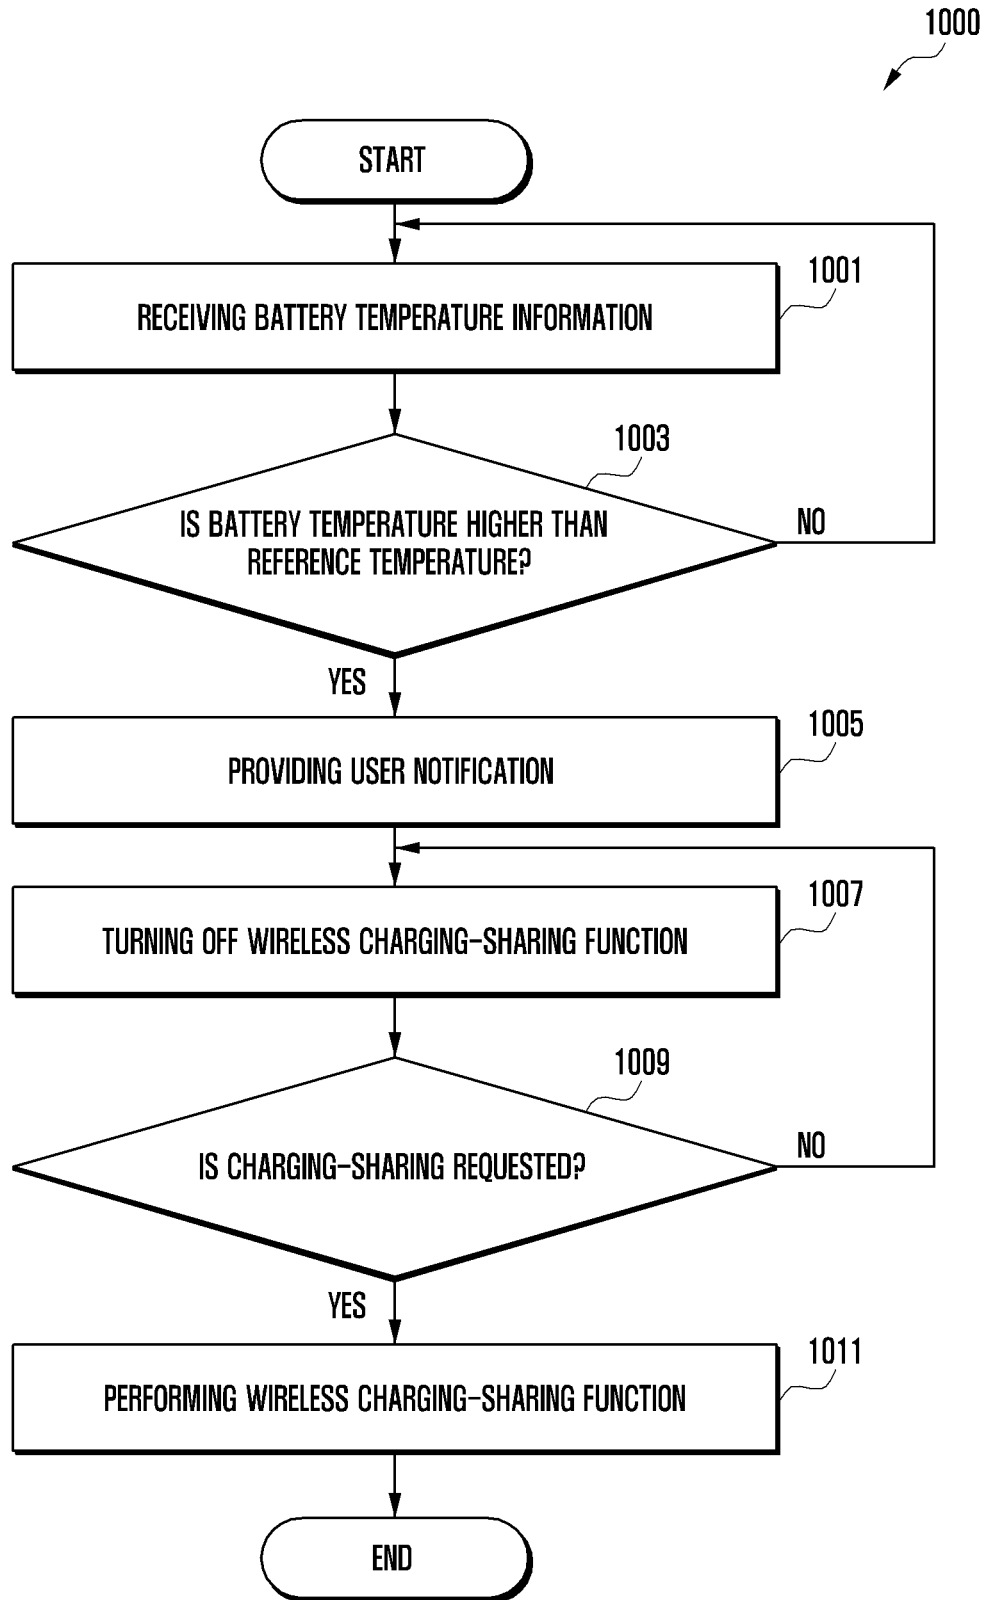 1000
START
RECEIVING BATTERY TEMPERATURE INFORMATION
1001
1003
IS BATTERY TEMPERATURE HIGHER THAN
REFERENCE TEMPERATURE?
NO
YES
PROVIDING USER NOTIFICATION
1005
TURNING OFF WIRELESS CHARGING-SHARING FUNCTION
1007
1009
IS CHARGING-SHARING REQUESTED?
NO
YES
PERFORMING WIRELESS CHARGING-SHARING FUNCTION
1011
END